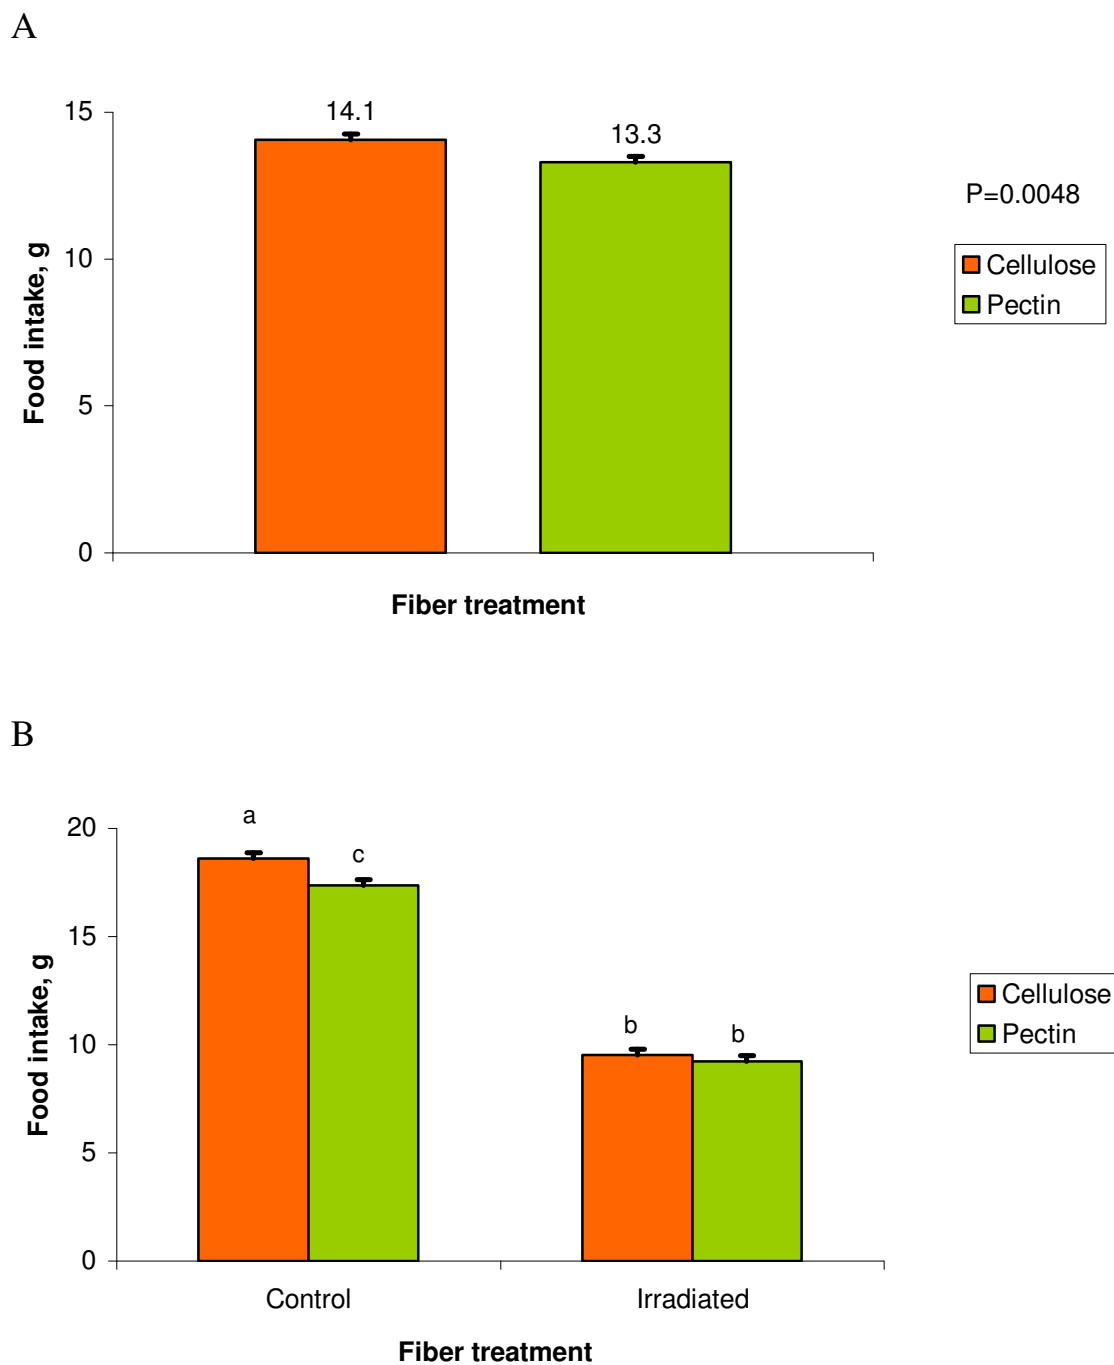 A
14.1
13.3
15
10
5
0
Food intake, g
Fiber treatment
P=0.0048
Cellulose
Pectin
B
a
c
b
b
20
15
10
5
0
Food intake, g
Control
Irradiated
Fiber treatment
Cellulose
Pectin